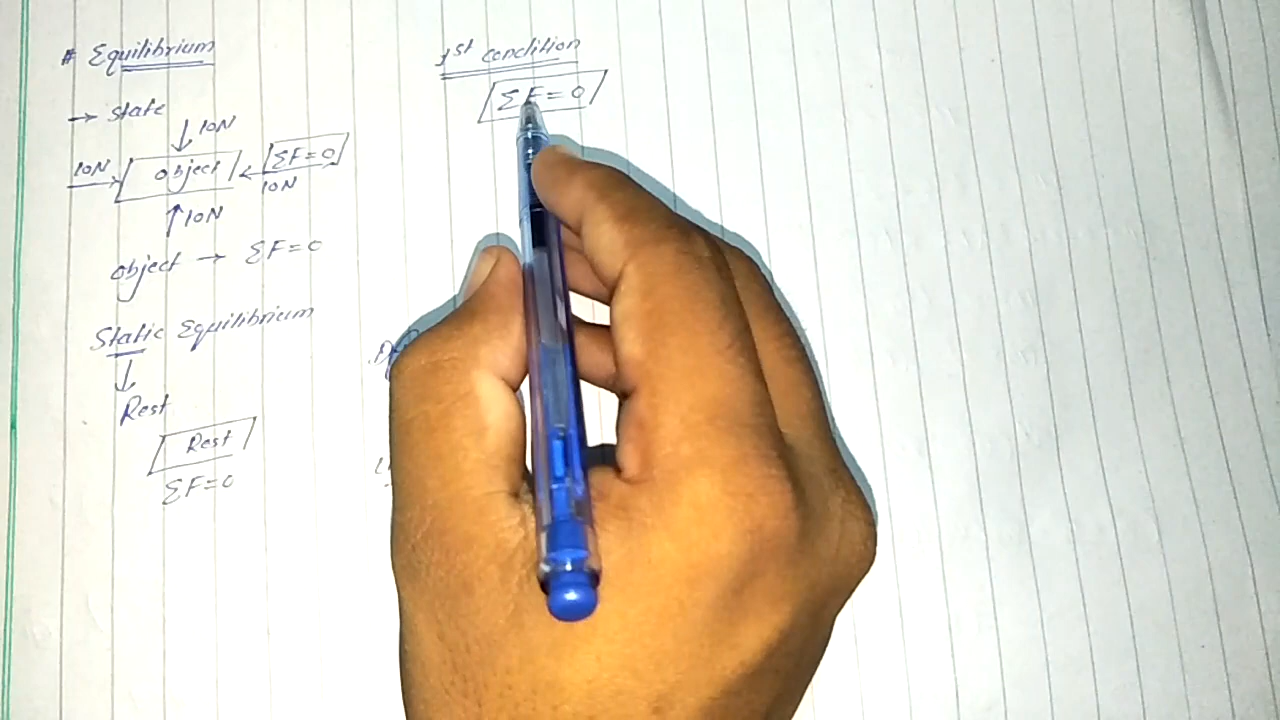 # Equilibrium
→ State
↓ 10N
10N → object ← ΣF=0
10N
↑ 10N
object → ΣF=0
Static Equilibrium
↓
Rest
Rest
ΣF=0
1st condition
ΣF=0